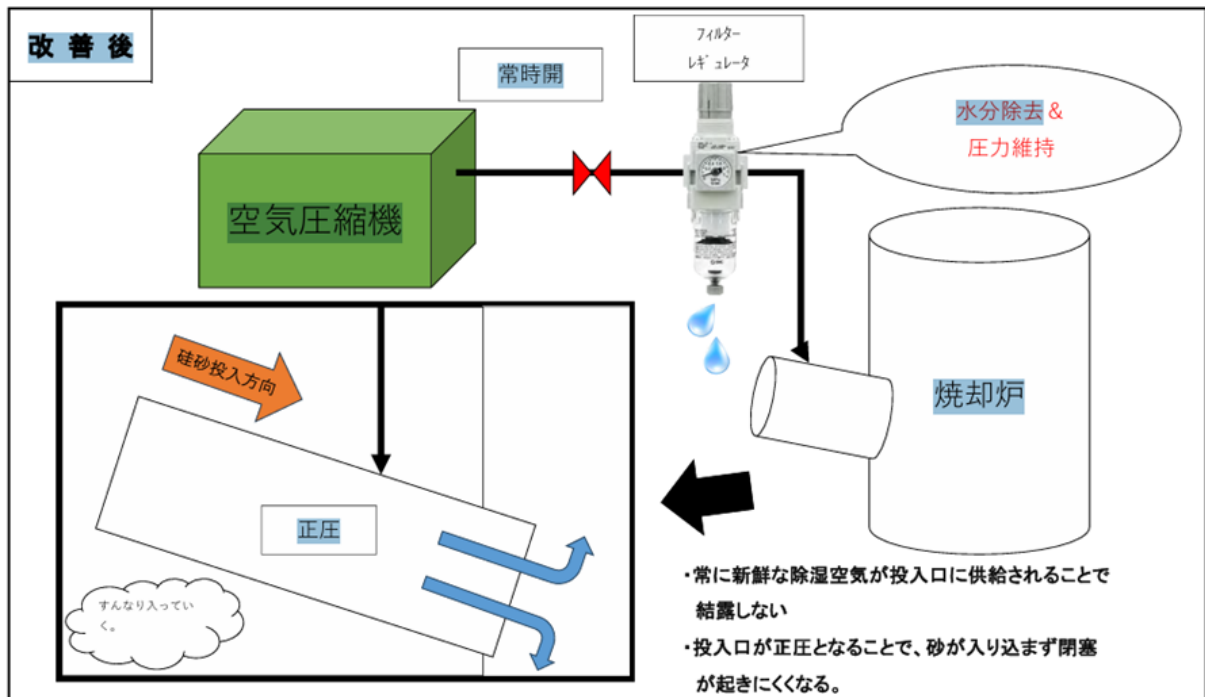 改 善 後
常時開
フィルター
レギュレータ
水分除去＆
圧力維持
空気圧縮機
硅砂投入方向
焼却炉
正圧
すんなり入ってい
く。
・常に新鮮な除湿空気が投入口に供給されることで
結露しない
・投入口が正圧となることで、砂が入り込まず閉塞
が起きにくくなる。